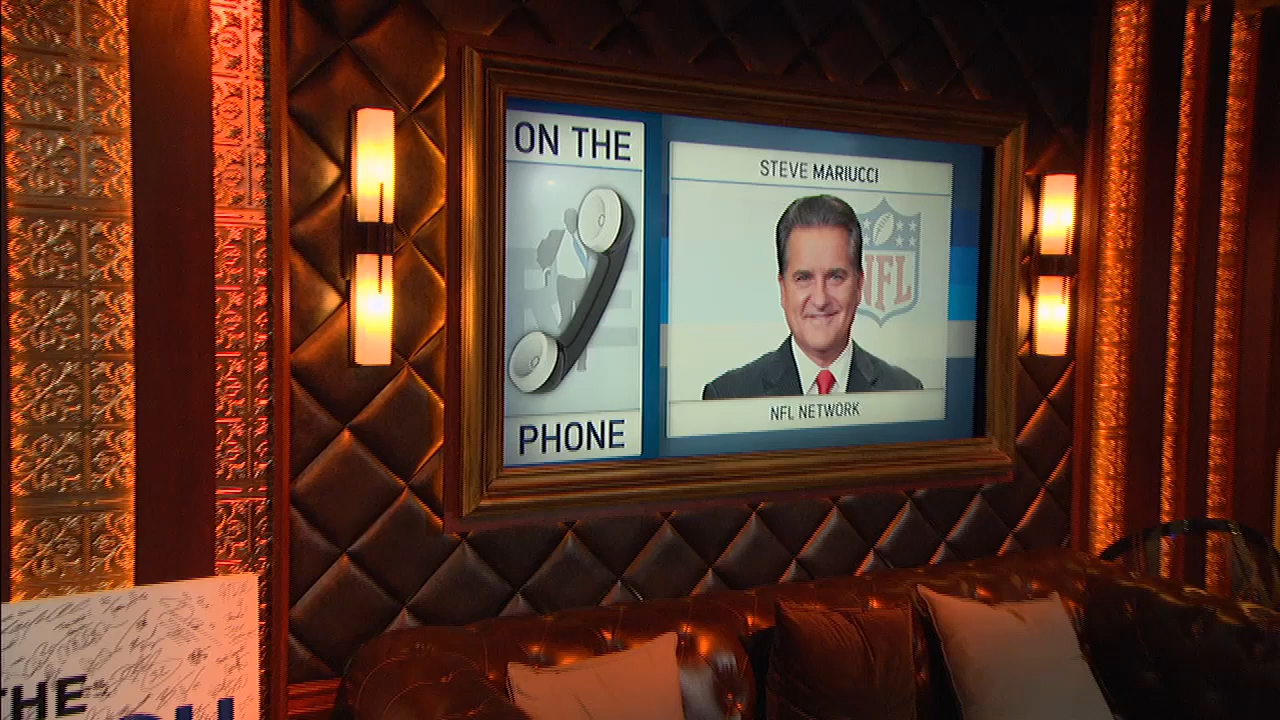 ON THE
PHONE
STEVE MARIUCCI
NFL
NFL NETWORK
THE